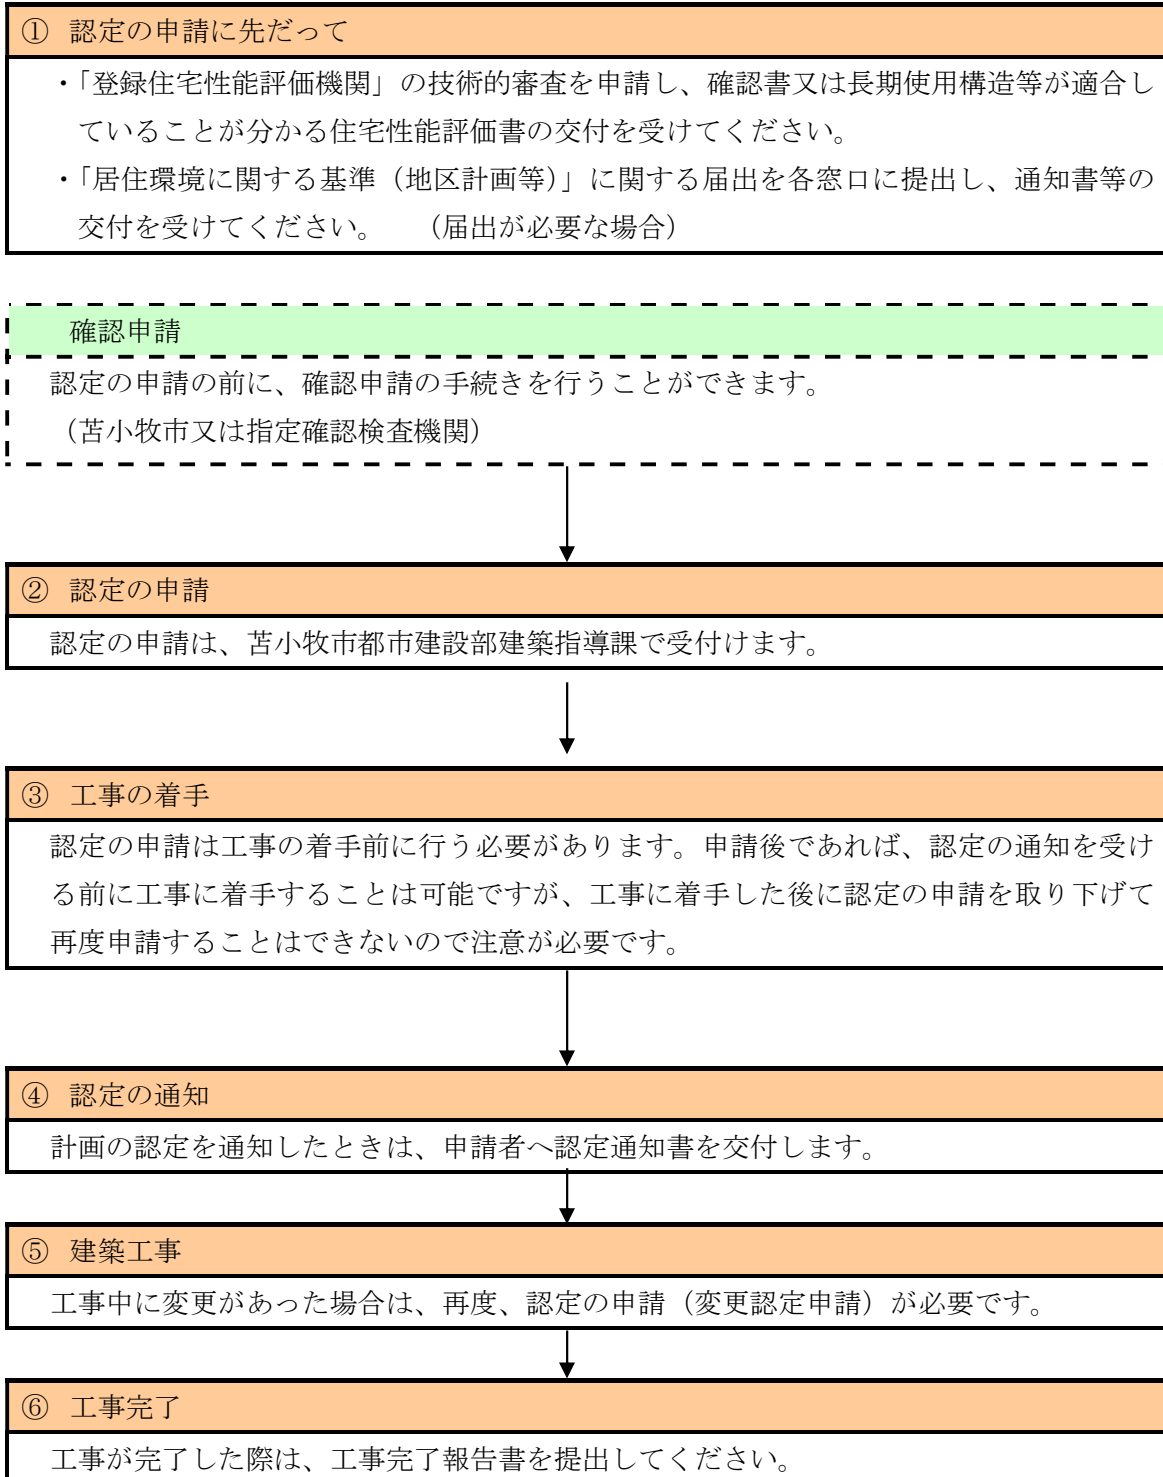 ① 認定の申請に先だって
・「登録住宅性能評価機関」の技術的審査を申請し、確認書又は長期使用構造等が適合し
ていることが分かる住宅性能評価書の交付を受けてください。
・「居住環境に関する基準（地区計画等）」に関する届出を各窓口に提出し、通知書等の
交付を受けてください。　（届出が必要な場合）
確認申請
認定の申請の前に、確認申請の手続きを行うことができます。
（苫小牧市又は指定確認検査機関）
② 認定の申請
認定の申請は、苫小牧市都市建設部建築指導課で受付けます。
③ 工事の着手
認定の申請は工事の着手前に行う必要があります。申請後であれば、認定の通知を受け
る前に工事に着手することは可能ですが、工事に着手した後に認定の申請を取り下げて
再度申請することはできないので注意が必要です。
④ 認定の通知
計画の認定を通知したときは、申請者へ認定通知書を交付します。
⑤ 建築工事
工事中に変更があった場合は、再度、認定の申請（変更認定申請）が必要です。
⑥ 工事完了
工事が完了した際は、工事完了報告書を提出してください。